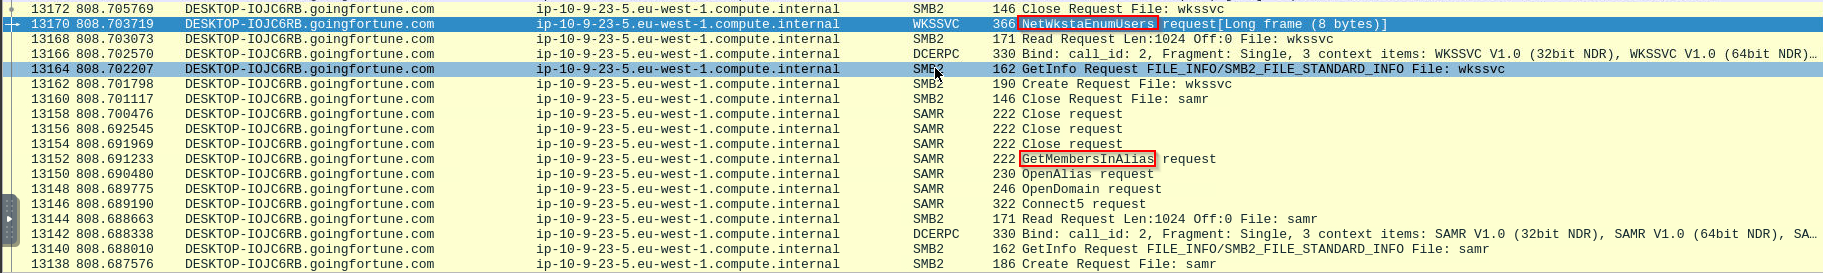 13172 808.705769 DESKTOP-IOJC6RB.goingfortune.com ip-10-9-23-5.eu-west-1.compute.internal SMB2 146 Close Request File: wkssvc
13170 808.703719 DESKTOP-IOJC6RB.goingfortune.com ip-10-9-23-5.eu-west-1.compute.internal WKSSVC 366 NetWkstaEnumUsers request[Long frame (8 bytes)]
13168 808.703073 DESKTOP-IOJC6RB.goingfortune.com ip-10-9-23-5.eu-west-1.compute.internal SMB2 171 Read Request Len:1024 Off:0 File: wkssvc
13166 808.702570 DESKTOP-IOJC6RB.goingfortune.com ip-10-9-23-5.eu-west-1.compute.internal DCERPC 330 Bind: call_id: 2, Fragment: Single, 3 context items: WKSSVC V1.0 (32bit NDR), WKSSVC V1.0 (64bit NDR)…
13164 808.702207 DESKTOP-IOJC6RB.goingfortune.com ip-10-9-23-5.eu-west-1.compute.internal SMB2 162 GetInfo Request FILE_INFO/SMB2_FILE_STANDARD_INFO File: wkssvc
13162 808.701798 DESKTOP-IOJC6RB.goingfortune.com ip-10-9-23-5.eu-west-1.compute.internal SMB2 190 Create Request File: wkssvc
13160 808.701117 DESKTOP-IOJC6RB.goingfortune.com ip-10-9-23-5.eu-west-1.compute.internal SMB2 146 Close Request File: samr
13158 808.700476 DESKTOP-IOJC6RB.goingfortune.com ip-10-9-23-5.eu-west-1.compute.internal SAMR 222 Close request
13156 808.692545 DESKTOP-IOJC6RB.goingfortune.com ip-10-9-23-5.eu-west-1.compute.internal SAMR 222 Close request
13154 808.691969 DESKTOP-IOJC6RB.goingfortune.com ip-10-9-23-5.eu-west-1.compute.internal SAMR 222 Close request
13152 808.691233 DESKTOP-IOJC6RB.goingfortune.com ip-10-9-23-5.eu-west-1.compute.internal SAMR 222 GetMembersInAlias request
13150 808.690480 DESKTOP-IOJC6RB.goingfortune.com ip-10-9-23-5.eu-west-1.compute.internal SAMR 230 OpenAlias request
13148 808.689775 DESKTOP-IOJC6RB.goingfortune.com ip-10-9-23-5.eu-west-1.compute.internal SAMR 246 OpenDomain request
13146 808.689190 DESKTOP-IOJC6RB.goingfortune.com ip-10-9-23-5.eu-west-1.compute.internal SAMR 322 Connect5 request
13144 808.688663 DESKTOP-IOJC6RB.goingfortune.com ip-10-9-23-5.eu-west-1.compute.internal SMB2 171 Read Request Len:1024 Off:0 File: samr
13142 808.688338 DESKTOP-IOJC6RB.goingfortune.com ip-10-9-23-5.eu-west-1.compute.internal DCERPC 330 Bind: call_id: 2, Fragment: Single, 3 context items: SAMR V1.0 (32bit NDR), SAMR V1.0 (64bit NDR), SA…
13140 808.688010 DESKTOP-IOJC6RB.goingfortune.com ip-10-9-23-5.eu-west-1.compute.internal SMB2 162 GetInfo Request FILE_INFO/SMB2_FILE_STANDARD_INFO File: samr
13138 808.687576 DESKTOP-IOJC6RB.goingfortune.com ip-10-9-23-5.eu-west-1.compute.internal SMB2 186 Create Request File: samr